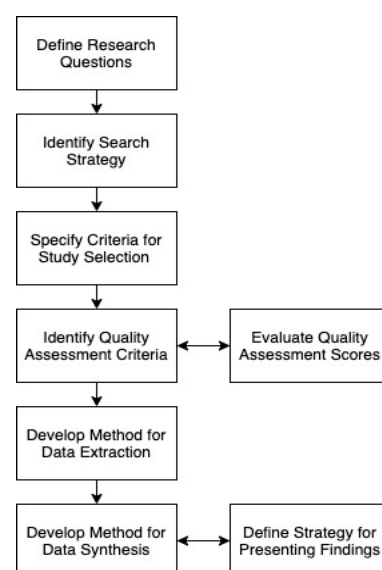 Define Research
Questions
Identify Search
Strategy
Specify Criteria for
Study Selection
Identify Quality
Assessment Criteria
Evaluate Quality
Assessment Scores
Develop Method for
Data Extraction
Develop Method for
Data Synthesis
Define Strategy for
Presenting Findings